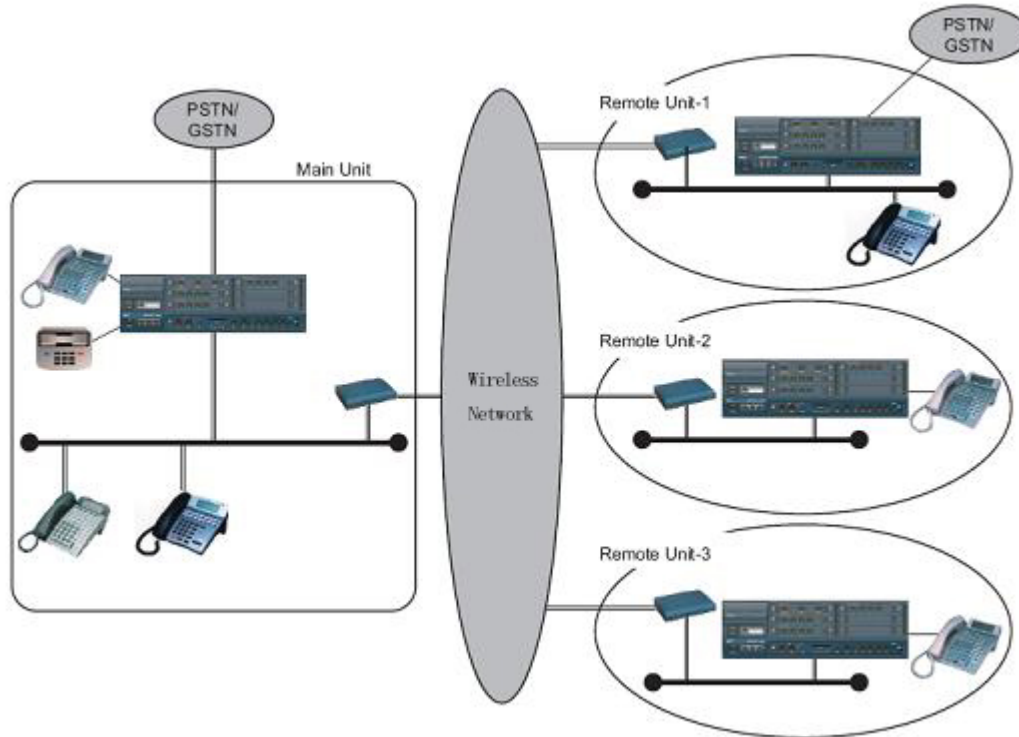 PSTN/
GSTN
PSTN/
GSTN
Remote Unit-1
Main Unit
Remote Unit-2
Wireless
Network
Remote Unit-3